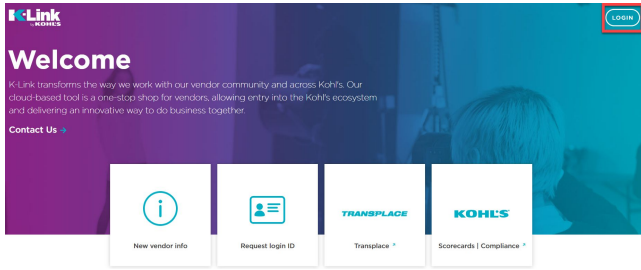 K-Link
by KOHL'S
LOGIN
Welcome
K-Link transforms the way we work with our vendor community and across Kohl's. Our
cloud-based tool is a one-stop shop for vendors, allowing entry into the Kohl's ecosystem
and delivering an innovative way to do business together.
Contact Us →
i
TRANSPLACE
KOHL'S
New vendor info
Request login ID
Transplace ↗
Scorecards | Compliance ↗